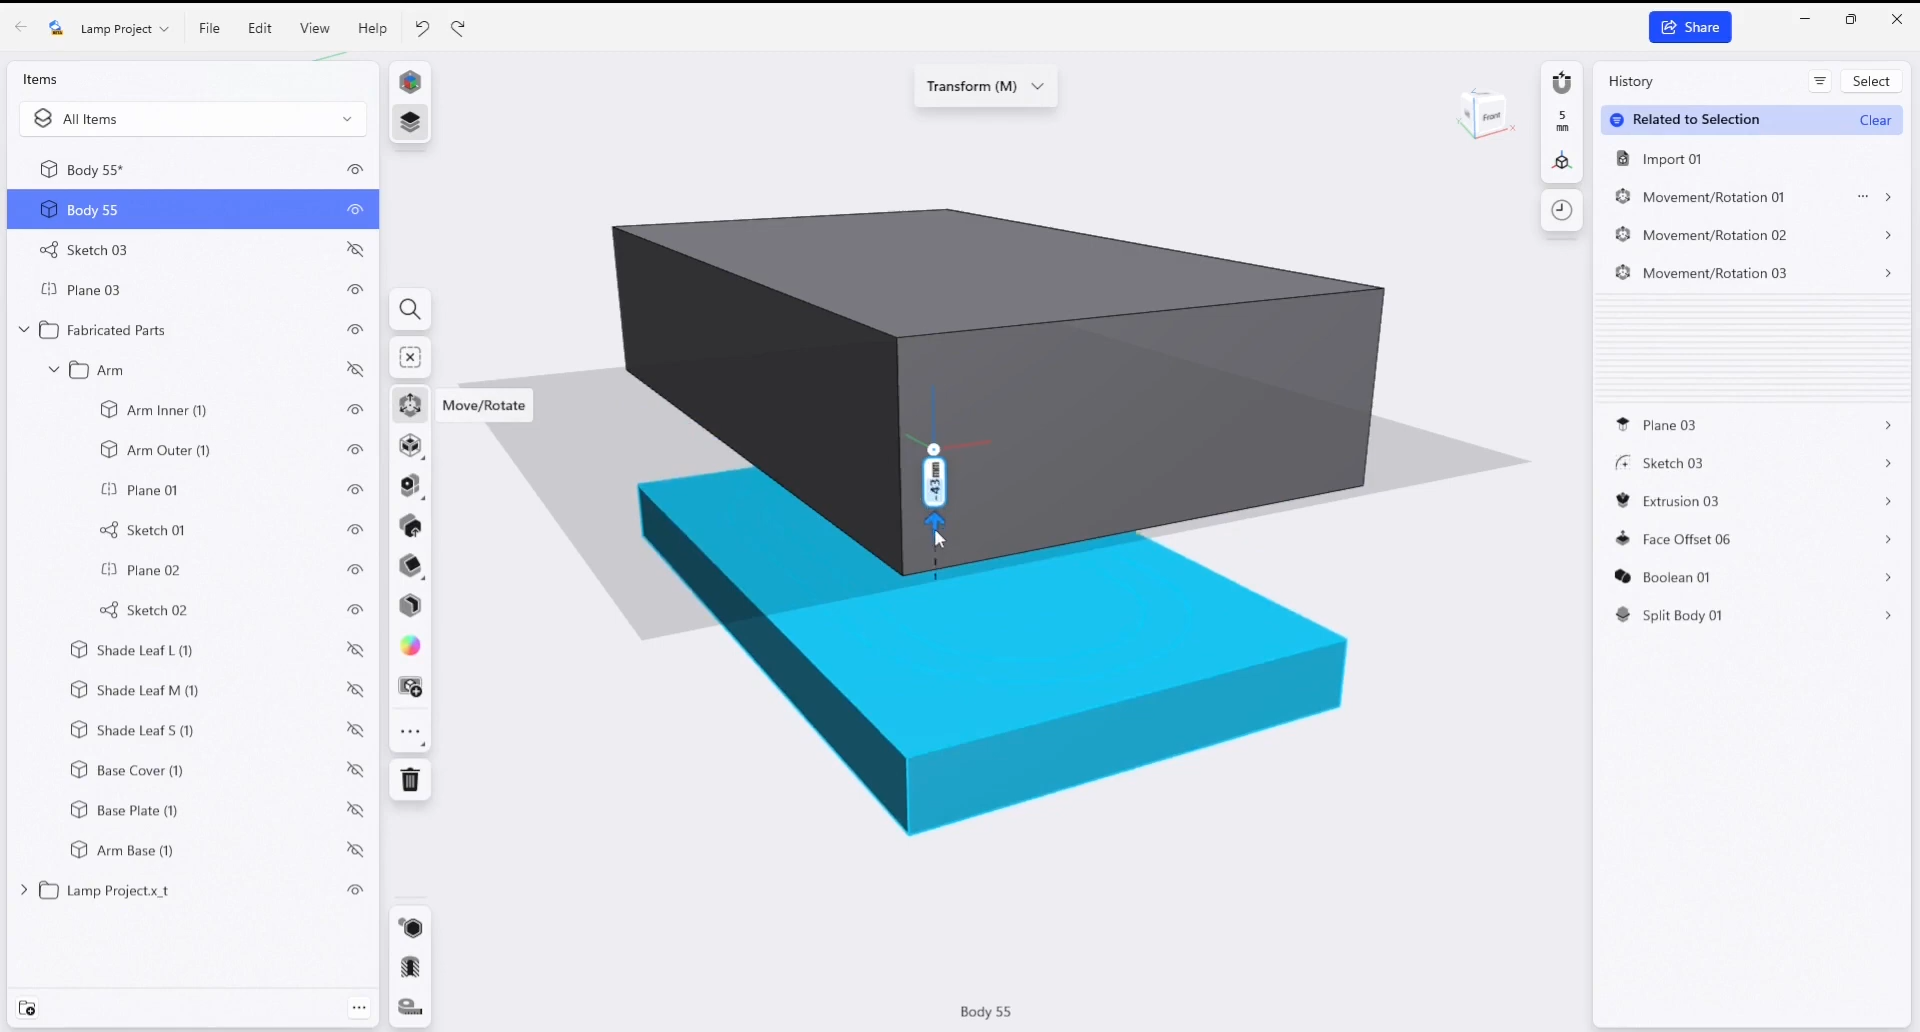 Lamp Project
File
Edit
View
Help
Share
Items
All Items
Body 55*
Body 55
Sketch 03
Plane 03
Fabricated Parts
Arm
Arm Inner (1)
Arm Outer (1)
Plane 01
Sketch 01
Plane 02
Sketch 02
Shade Leaf L (1)
Shade Leaf M (1)
Shade Leaf S (1)
Base Cover (1)
Base Plate (1)
Arm Base (1)
Lamp Project.x_t
Move/Rotate
Transform (M)
-43mm
Front
X
5
mm
Body 55
History
Select
Related to Selection
Clear
Import 01
Movement/Rotation 01
Movement/Rotation 02
Movement/Rotation 03
Plane 03
Sketch 03
Extrusion 03
Face Offset 06
Boolean 01
Split Body 01